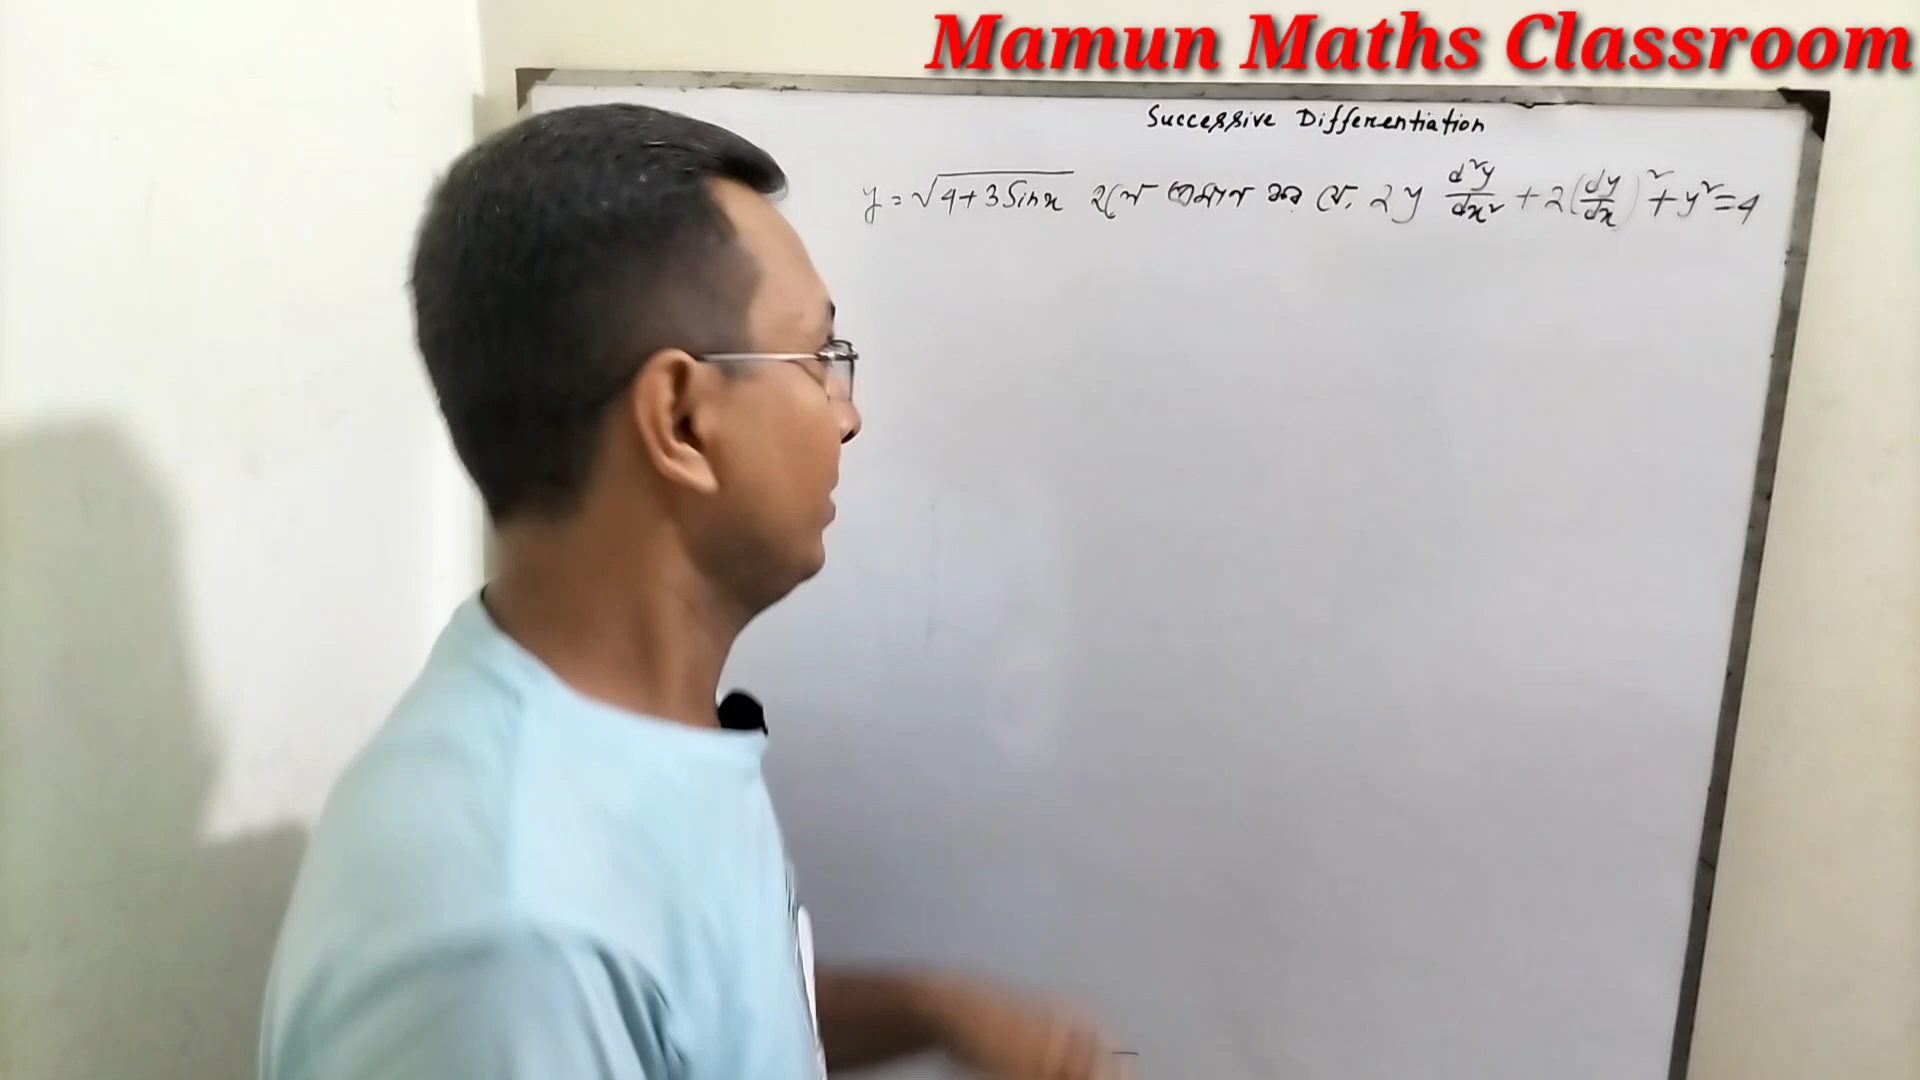 Mamun Maths Classroom
Successive Differentiation
y = √(4+3Sinx) হলে প্রমাণ কর যে, 2y d²y/dx² + 2(dy/dx)² + y² = 4